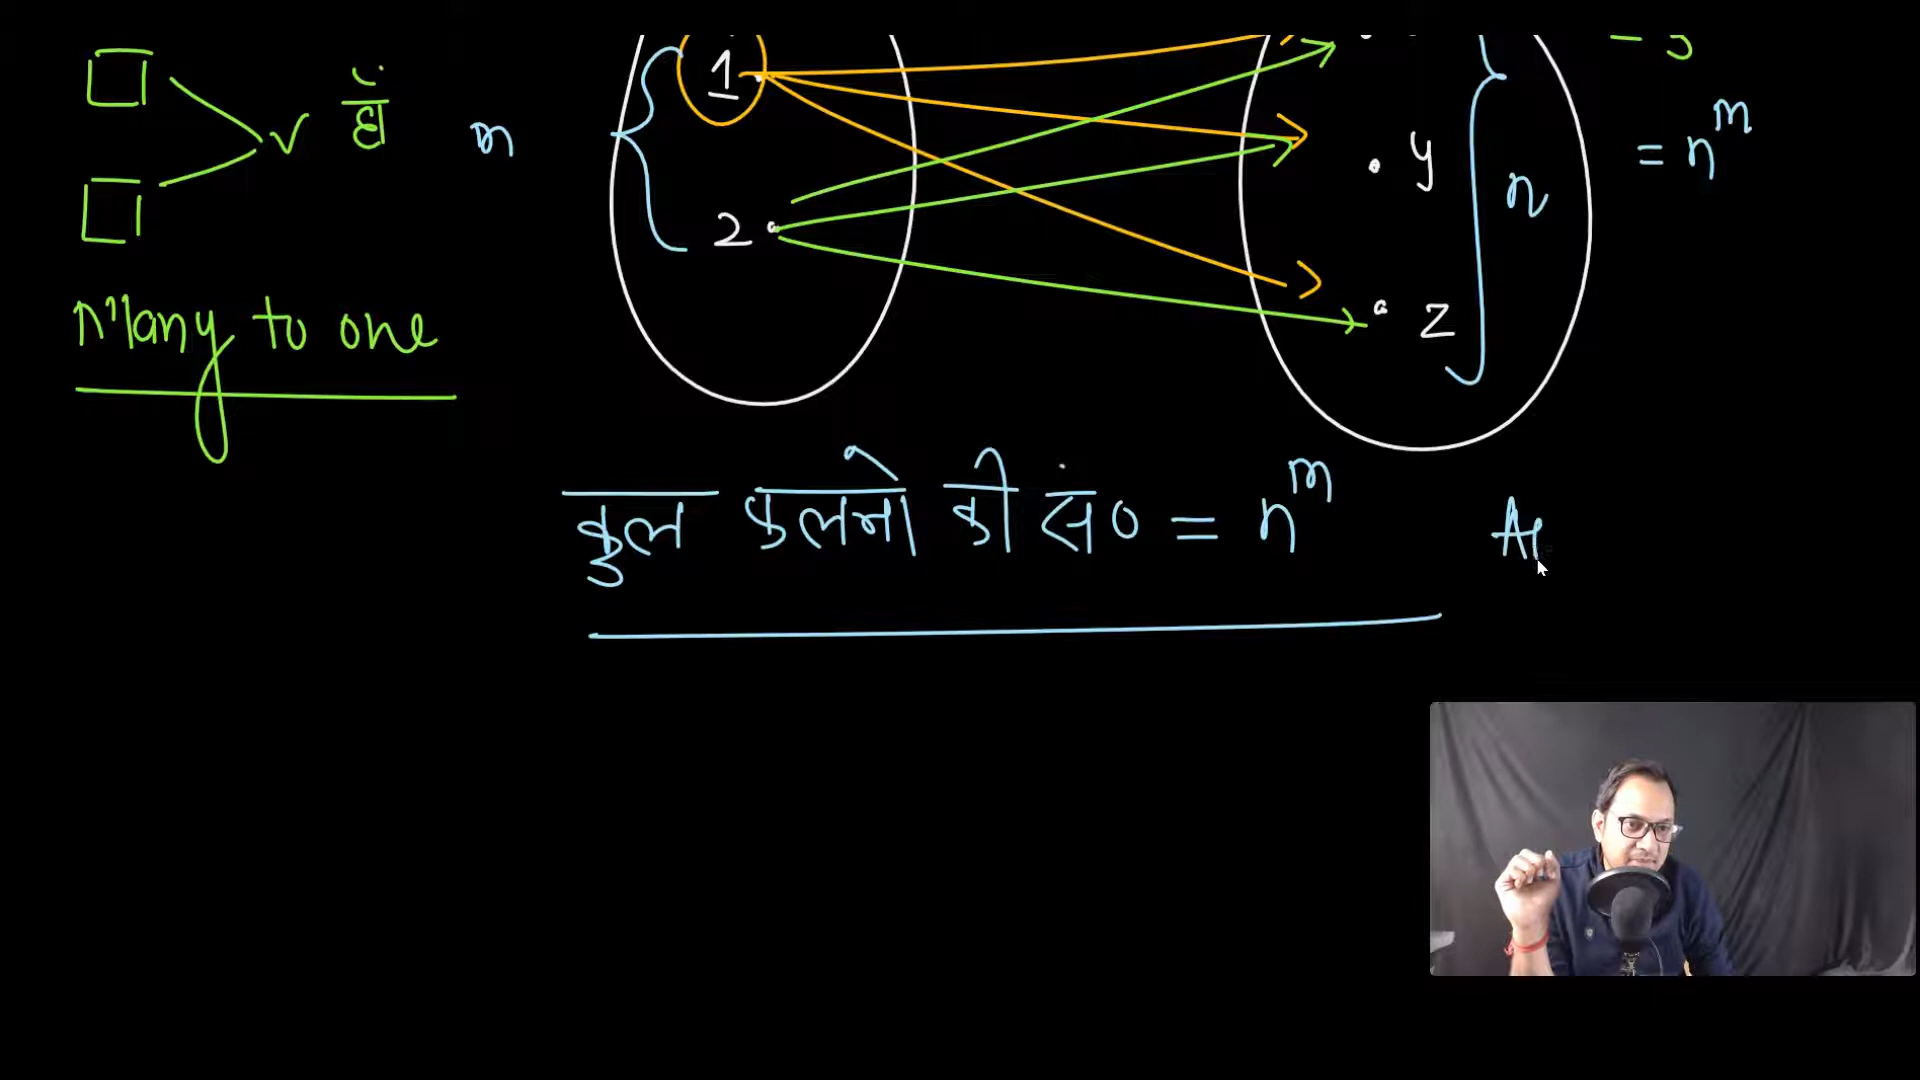 1
m
y
= n^m
n
2
z
Many to one
कुल फलनों की सं० = n^m